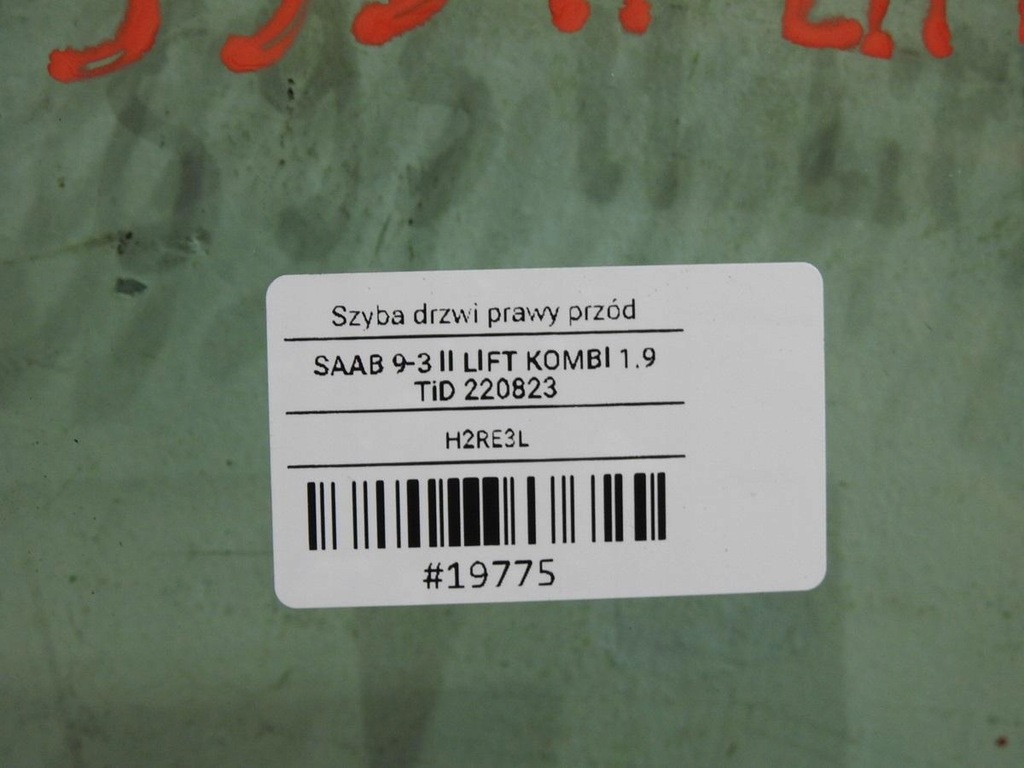 Szyba drzwi prawy przód
SAAB 9-3 II LIFT KOMBI 1.9
TiD 220823
H2RE3L
#19775